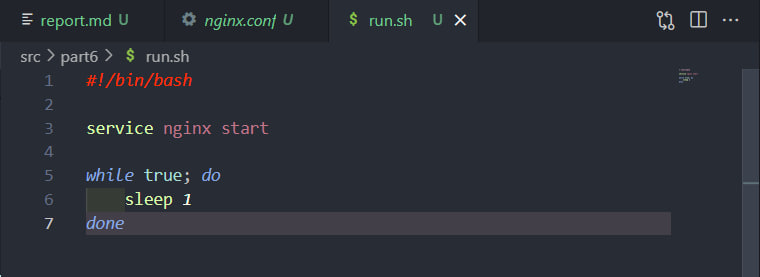 report.md U nginx.conf U run.sh U
src > part6 > $ run.sh
1 #!/bin/bash
2
3 service nginx start
4
5 while true; do
6 sleep 1
7 done